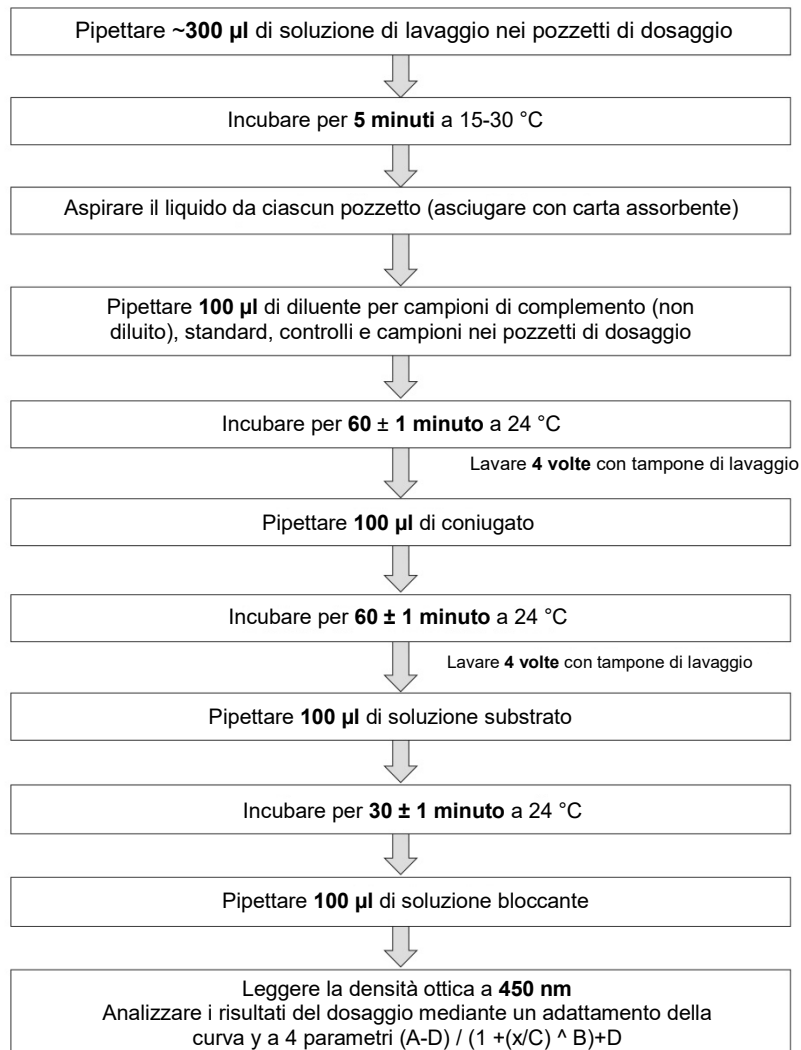 Pipettare ~300 µl di soluzione di lavaggio nei pozzetti di dosaggio
Incubare per 5 minuti a 15-30 °C
Aspirare il liquido da ciascun pozzetto (asciugare con carta assorbente)
Pipettare 100 µl di diluente per campioni di complemento (non
diluito), standard, controlli e campioni nei pozzetti di dosaggio
Incubare per 60 ± 1 minuto a 24 °C
Lavare 4 volte con tampone di lavaggio
Pipettare 100 µl di coniugato
Incubare per 60 ± 1 minuto a 24 °C
Lavare 4 volte con tampone di lavaggio
Pipettare 100 µl di soluzione substrato
Incubare per 30 ± 1 minuto a 24 °C
Pipettare 100 µl di soluzione bloccante
Leggere la densità ottica a 450 nm
Analizzare i risultati del dosaggio mediante un adattamento della
curva y a 4 parametri (A-D) / (1 +(x/C) ^ B)+D